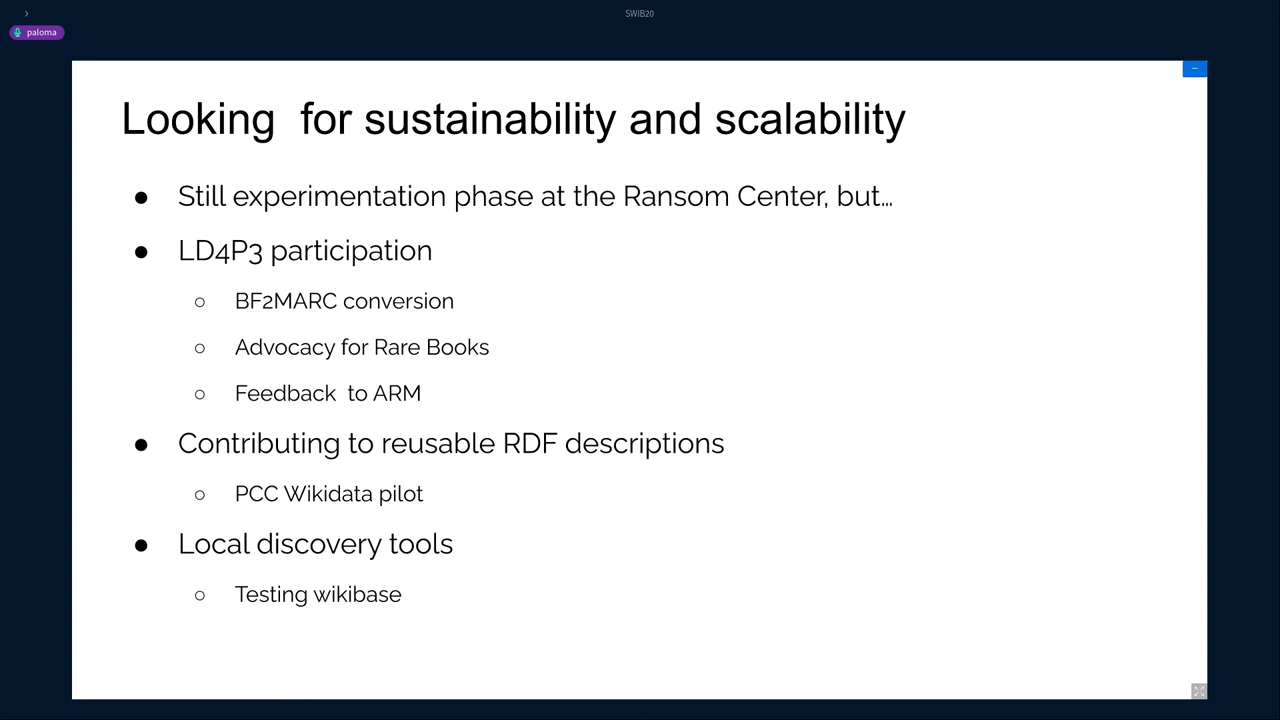 SWIB20
paloma
Looking  for sustainability and scalability
● Still experimentation phase at the Ransom Center, but…
● LD4P3 participation
○ BF2MARC conversion
○ Advocacy for Rare Books
○ Feedback  to ARM
● Contributing to reusable RDF descriptions
○ PCC Wikidata pilot
● Local discovery tools
○ Testing wikibase